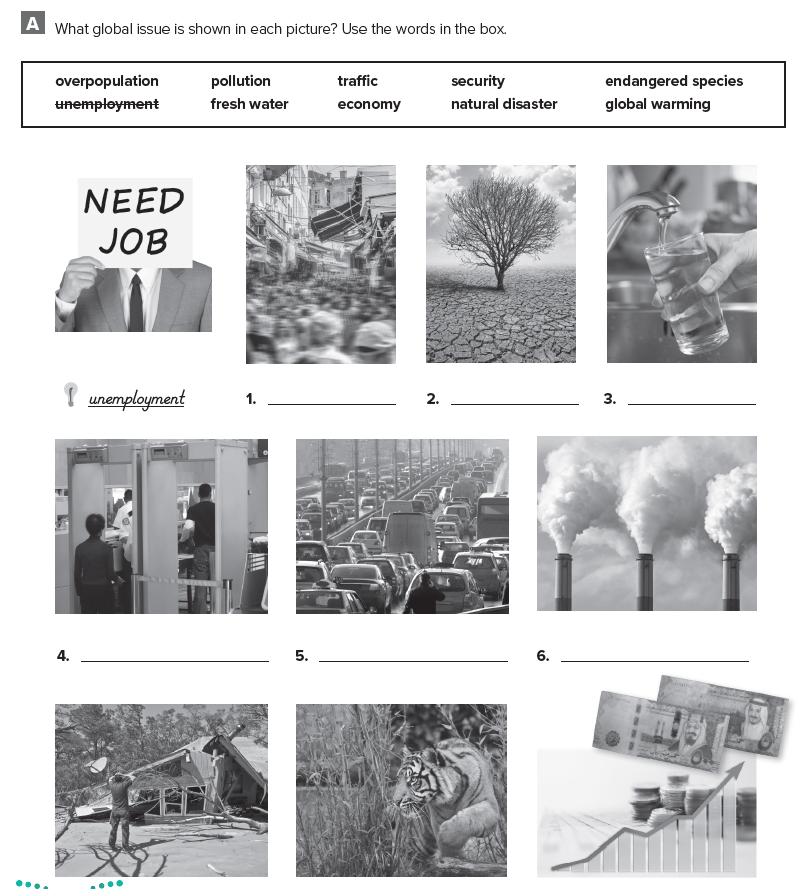 A What global issue is shown in each picture? Use the words in the box.
overpopulation pollution traffic security endangered species
unemployment fresh water economy natural disaster global warming
NEED
JOB
unemployment 1. 2. 3.
4. 5. 6.